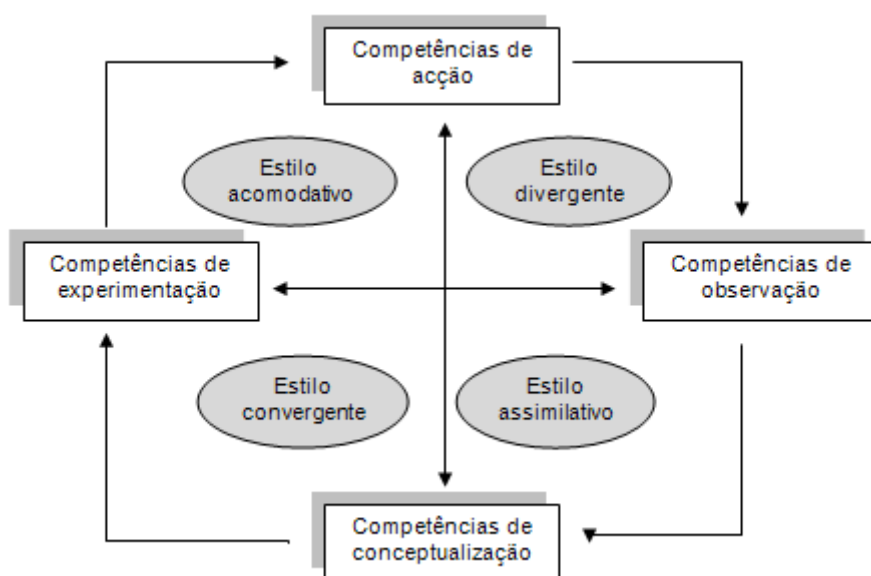 Competências de
acção
Estilo
acomodativo
Estilo
divergente
Competências de
experimentação
Competências de
observação
Estilo
convergente
Estilo
assimilativo
Competências de
conceptualização